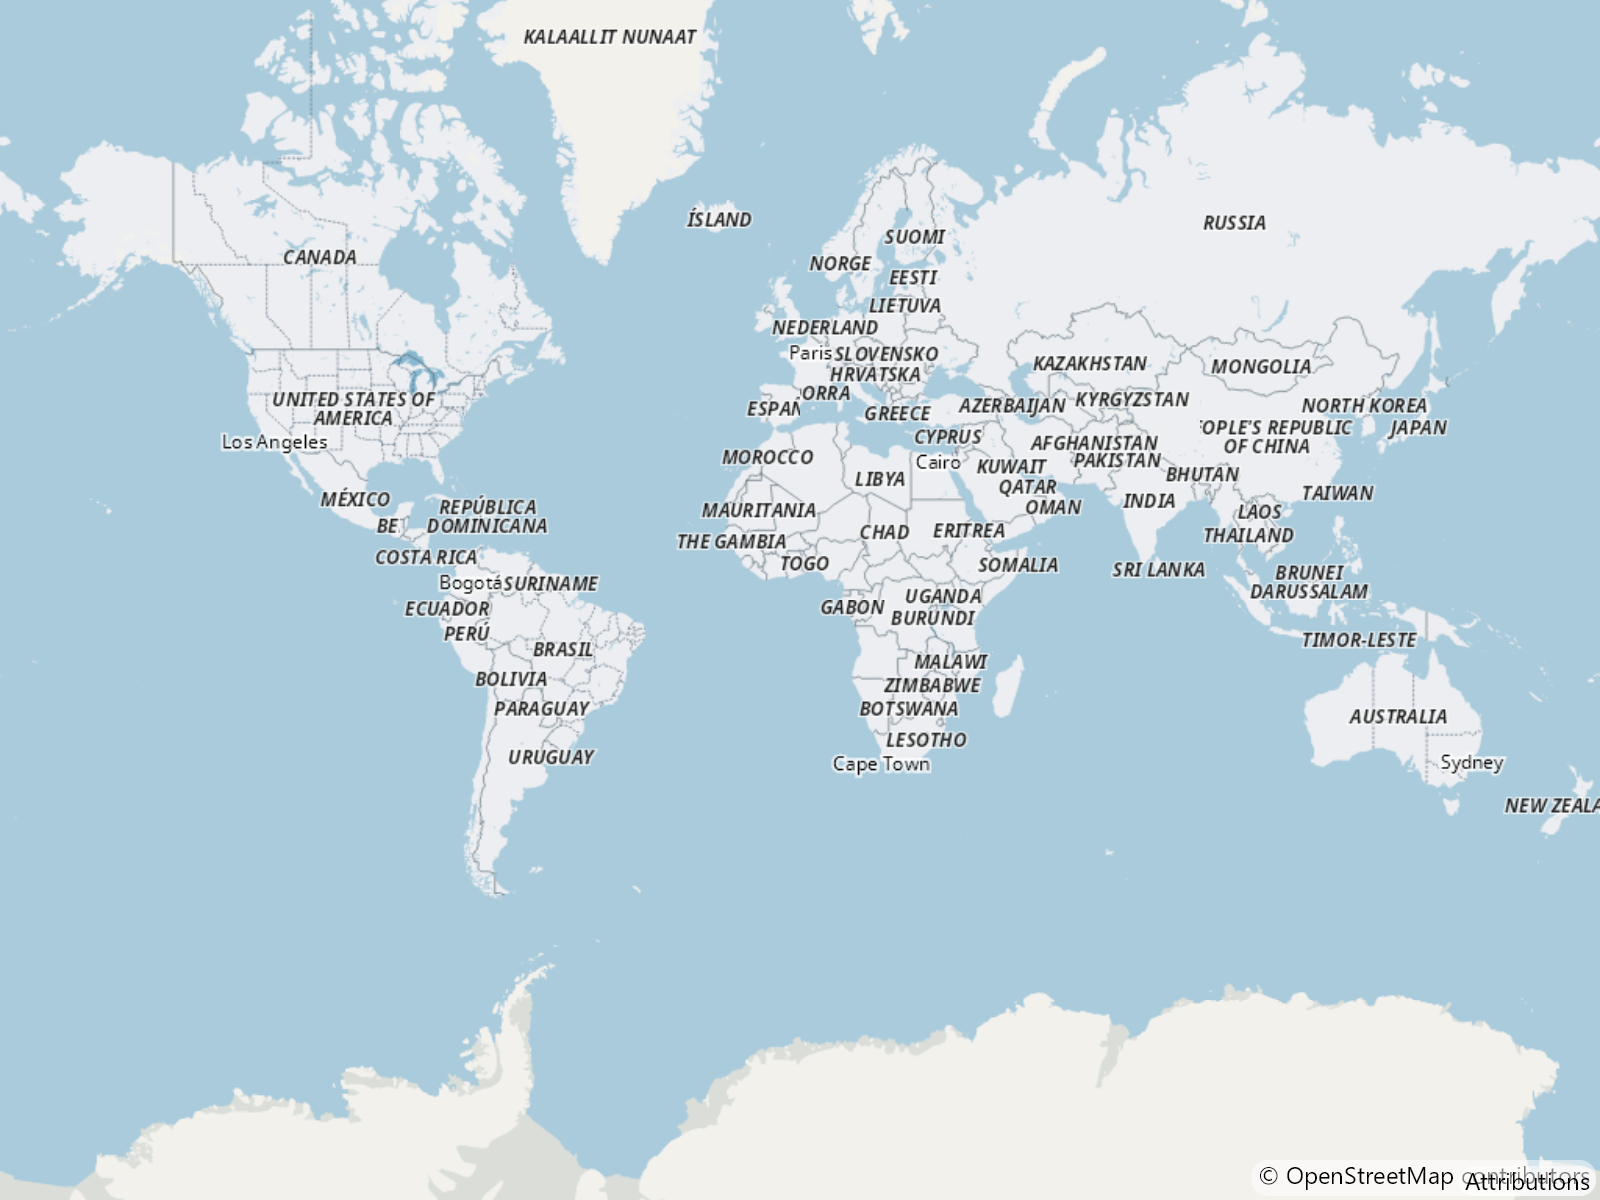 KALAALLIT NUNAAT
ÍSLAND
RUSSIA
SUOMI
CANADA
NORGE
EESTI
LIETUVA
NEDERLAND
Paris
SLOVENSKO
KAZAKHSTAN
MONGOLIA
HRVATSKA
ORRA
UNITED STATES OF
AMERICA
ESPAÑ
GREECE
AZERBAIJAN
KYRGYZSTAN
NORTH KOREA
OPLE'S REPUBLIC
OF CHINA
JAPAN
Los Angeles
CYPRUS
AFGHANISTAN
MOROCCO
Cairo
KUWAIT
PAKISTAN
BHUTAN
LIBYA
QATAR
TAIWAN
MÉXICO
REPÚBLICA
DOMINICANA
MAURITANIA
OMAN
INDIA
LAOS
BE
CHAD
ERITREA
THAILAND
THE GAMBIA
COSTA RICA
TOGO
SOMALIA
SRI LANKA
BRUNEI
DARUSSALAM
Bogotá
SURINAME
ECUADOR
GABON
UGANDA
BURUNDI
PERÚ
TIMOR-LESTE
BRASIL
MALAWI
BOLIVIA
ZIMBABWE
PARAGUAY
BOTSWANA
AUSTRALIA
LESOTHO
URUGUAY
Cape Town
Sydney
NEW ZEALA
© OpenStreetMap contributors
Attributions